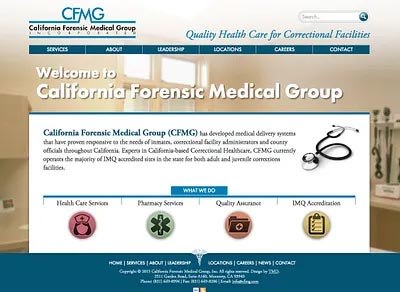 CFMG
California Forensic Medical Group
INCORPORATED
Search...
Quality Health Care for Correctional Facilities
SERVICES ABOUT LEADERSHIP LOCATIONS CAREERS CONTACT
Welcome to
California Forensic Medical Group
California Forensic Medical Group (CFMG) has developed medical delivery systems
that have proven responsive to the needs of inmates, correctional facility administrators and county
officials throughout California. Experts in California-based Correctional Healthcare, CFMG currently
operates the majority of IMQ accredited sites in the state for both adult and juvenile corrections
facilities.
WHAT WE DO
Health Care Services Pharmacy Services Quality Assurance IMQ Accreditation
HOME | SERVICES | ABOUT | LEADERSHIP | LOCATIONS | CAREERS | NEWS | CONTACT
Copyright © 2015 California Forensic Medical Group, Inc. All rights reserved. Design by TMD.
2511 Garden Road, Suite A160, Monterey, CA 93940
Phone: (831) 649-8994 | Fax: (831) 649-8286 | Email: info@cfmg.com